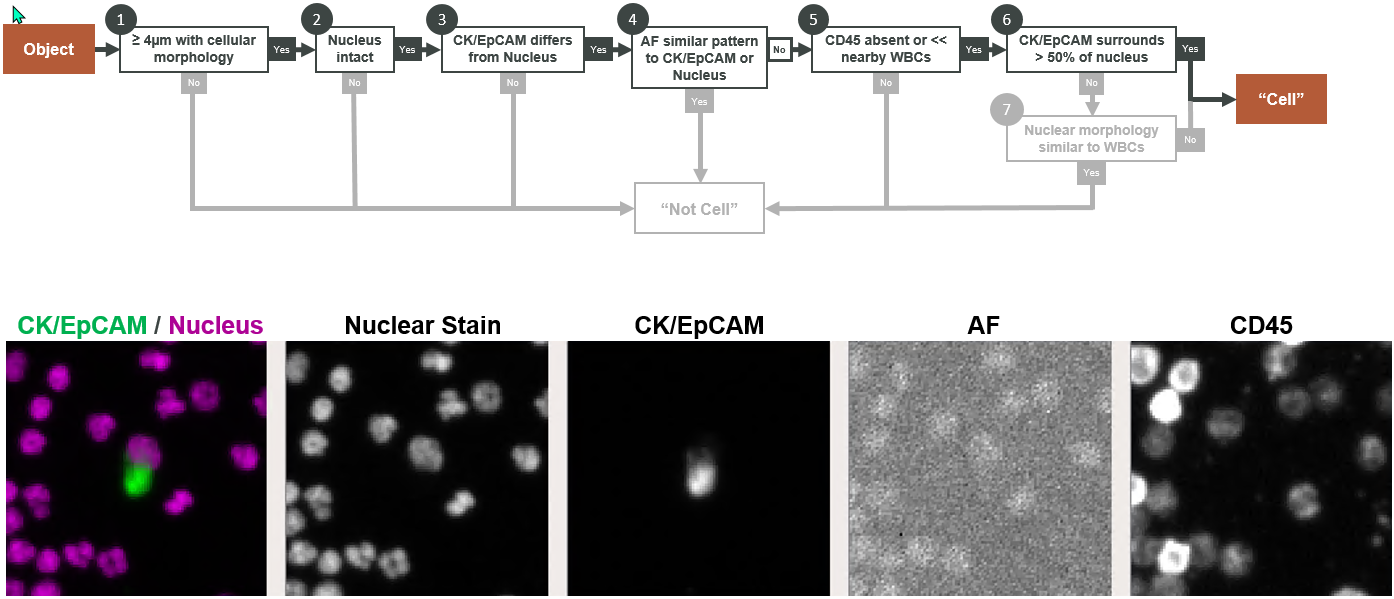 Object
1
≥ 4µm with cellular
morphology
Yes
No
2
Nucleus
intact
Yes
No
3
CK/EpCAM differs
from Nucleus
Yes
No
4
AF similar pattern
to CK/EpCAM or
Nucleus
No
Yes
5
CD45 absent or <<
nearby WBCs
Yes
No
6
CK/EpCAM surrounds
> 50% of nucleus
Yes
No
7
Nuclear morphology
similar to WBCs
No
Yes
“Cell”
“Not Cell”
CK/EpCAM / Nucleus
Nuclear Stain
CK/EpCAM
AF
CD45